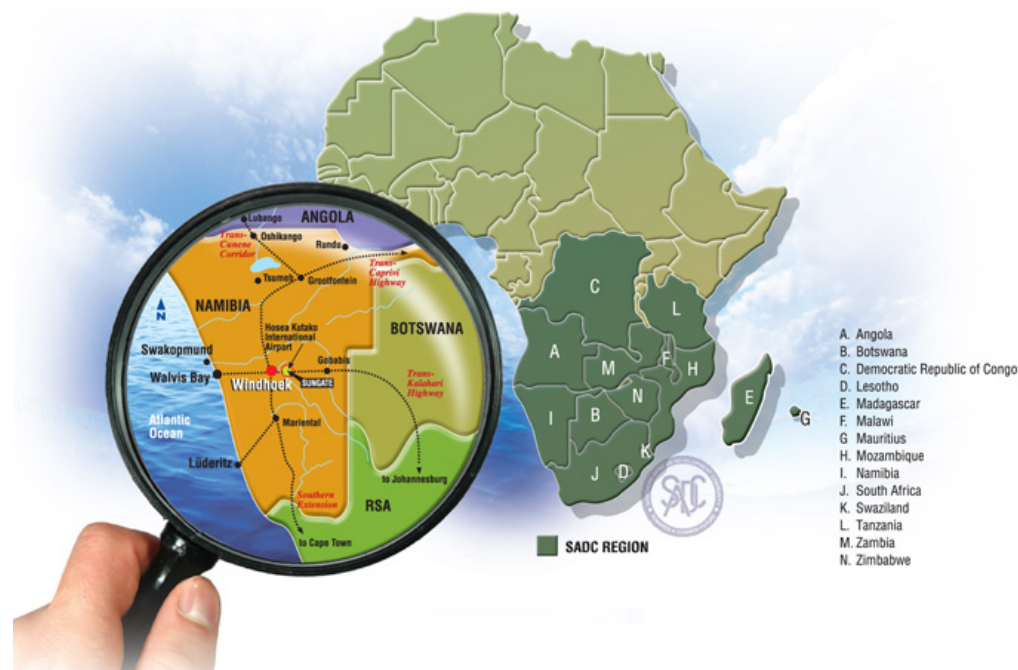 Lubango
ANGOLA
Trans-
Cunene
Corridor
Oshikango
Rundu
Trans-
Caprivi
Highway
Tsumeb
Grootfontein
NAMIBIA
BOTSWANA
N
Hosea Kutako
International
Airport
Swakopmund
Gobabis
Walvis Bay
Windhoek
SUNGATE
Trans-
Kalahari
Highway
Atlantic
Ocean
Mariental
Lüderitz
to Johannesburg
Southern
Extension
RSA
to Cape Town
C
L
A
F
M
H
N
E
I
B
G
K
J
D
SADC
SADC REGION
A. Angola
B. Botswana
C. Democratic Republic of Congo
D. Lesotho
E. Madagascar
F. Malawi
G Mauritius
H. Mozambique
I. Namibia
J. South Africa
K. Swaziland
L. Tanzania
M. Zambia
N. Zimbabwe